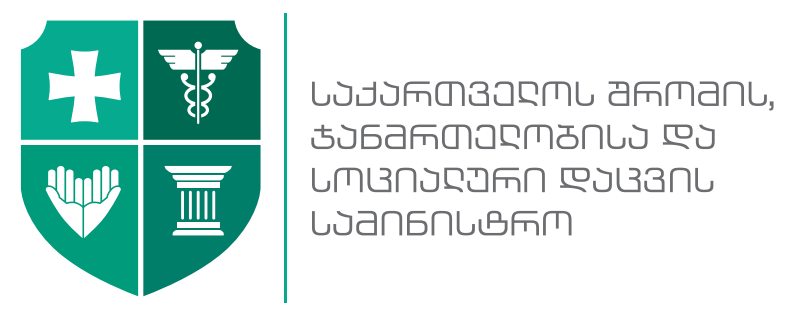 საქართველოს შრომის,
ჯანმრთელობისა და
სოციალური დაცვის
სამინისტრო